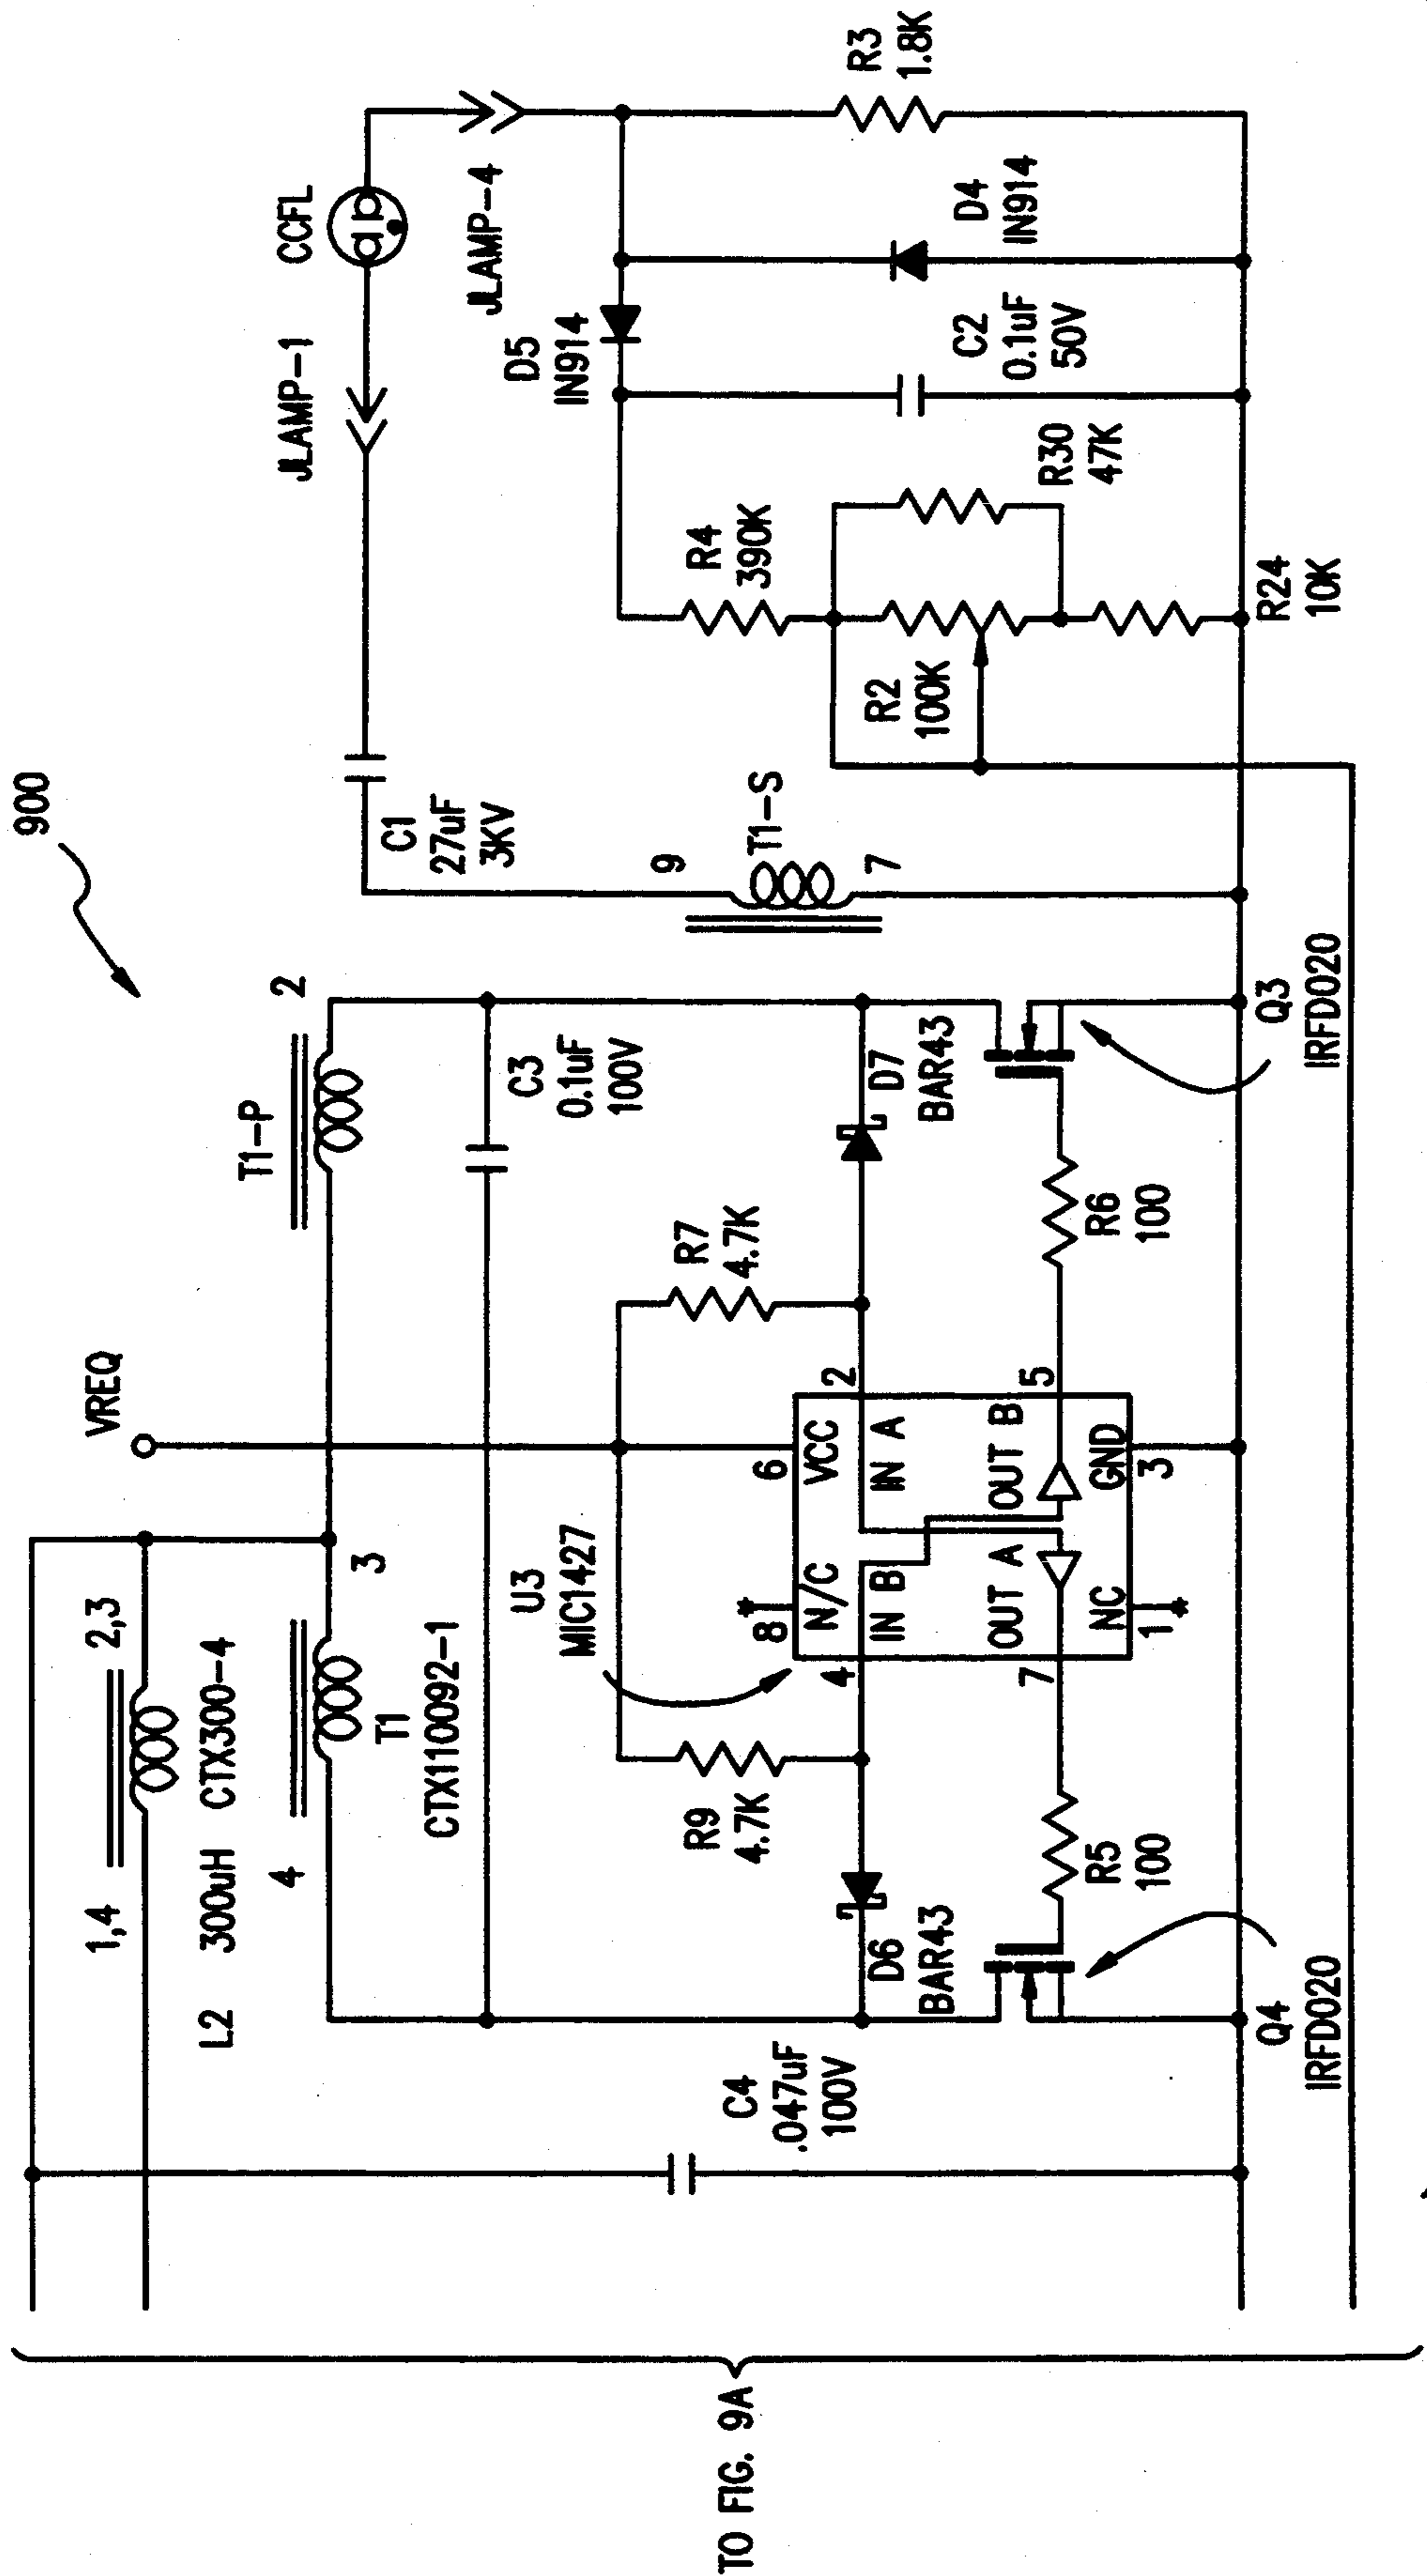 900
TO FIG. 9A
1,4
2,3
L2 300uH CTX300-4
VREQ
4
T1
CTX110092-1
3
T1-P
2
C3
0.1uF
100V
C4
.047uF
100V
R9
4.7K
R7
4.7K
U3
MIC1427
D6
BAR43
D7
BAR43
8
N/C
6
VCC
4
IN B
2
IN A
7
OUT A
5
OUT B
1
NC
3
GND
R5
100
R6
100
Q4
IRFD020
Q3
IRFD020
C1
27uF
3KV
9
T1-S
7
JLAMP-1
CCFL
JLAMP-4
D5
IN914
R4
390K
R2
100K
R30
47K
R24
10K
C2
0.1uF
50V
D4
IN914
R3
1.8K